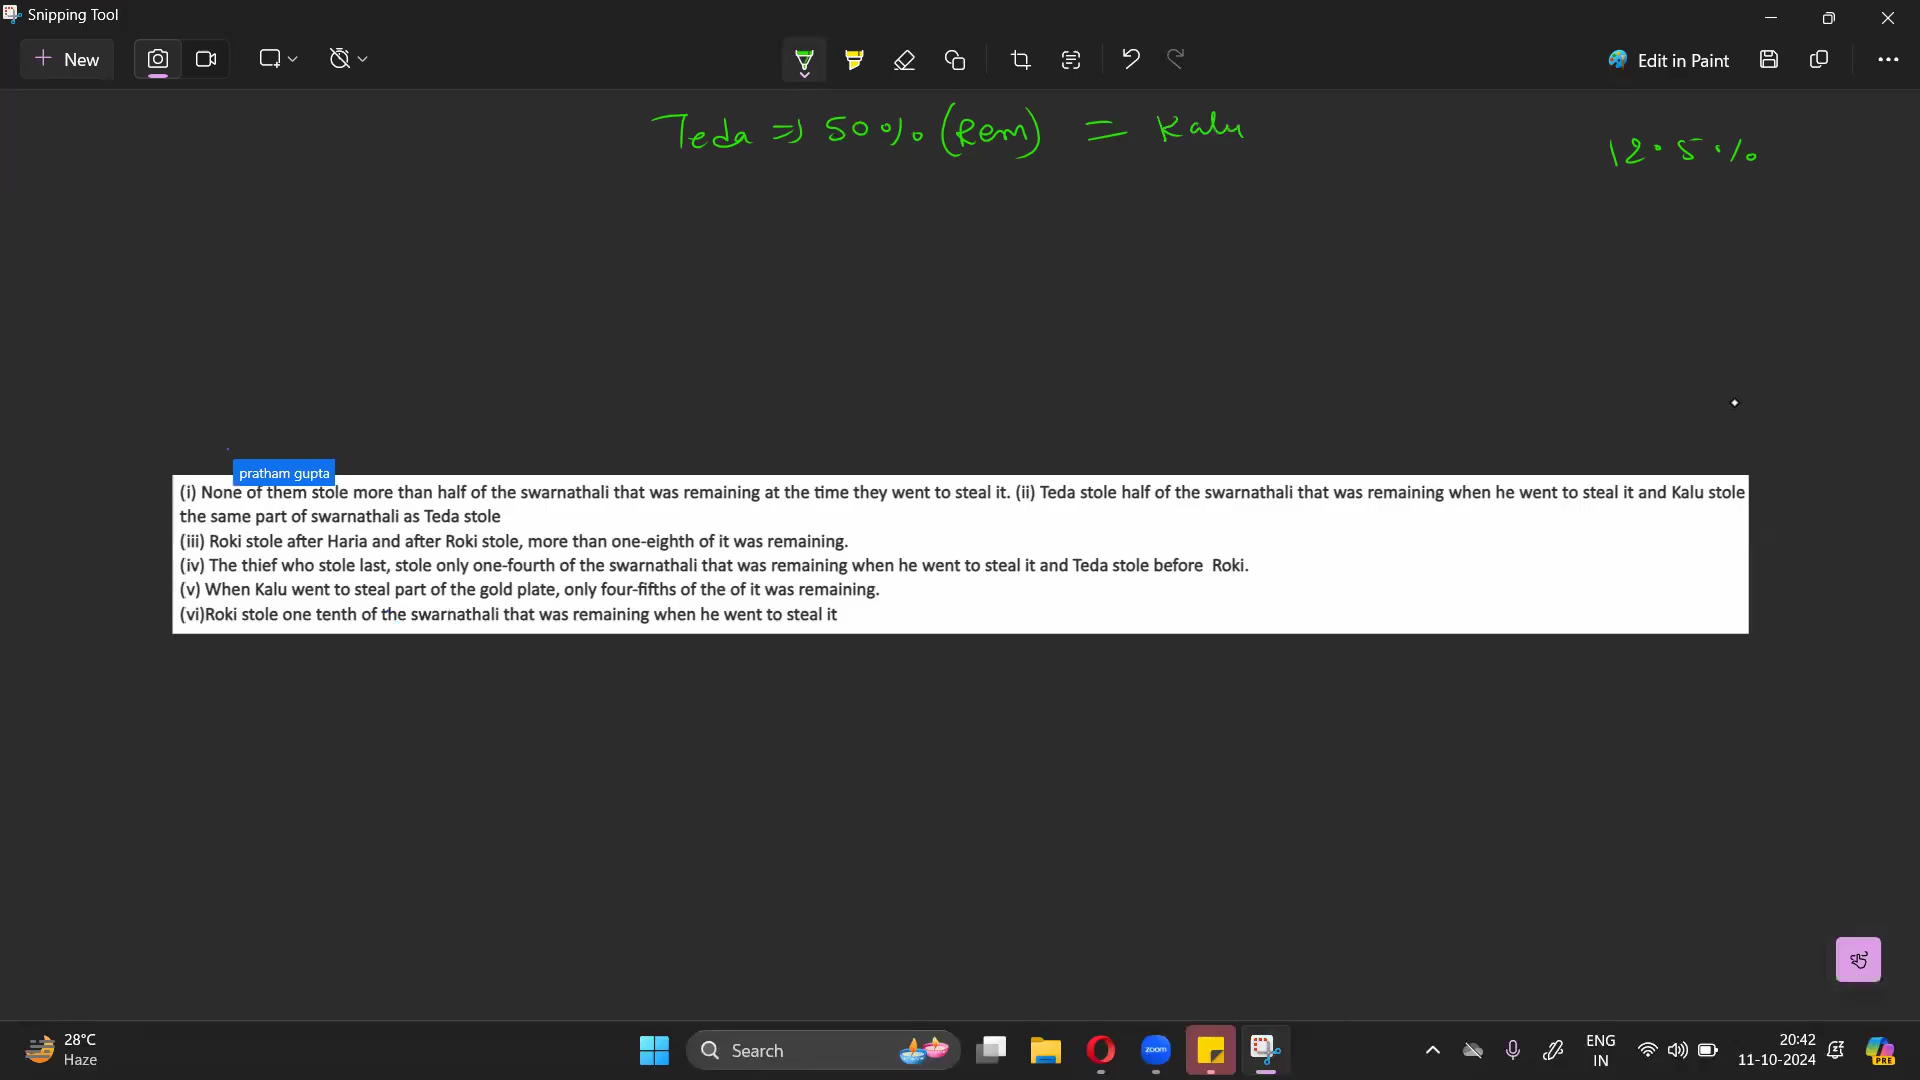 Snipping Tool
New
Edit in Paint
Teda => 50% (Rem) = Kalu
12.5%
pratham gupta
(i) None of them stole more than half of the swarnathali that was remaining at the time they went to steal it. (ii) Teda stole half of the swarnathali that was remaining when he went to steal it and Kalu stole
the same part of swarnathali as Teda stole
(iii) Roki stole after Haria and after Roki stole, more than one-eighth of it was remaining.
(iv) The thief who stole last, stole only one-fourth of the swarnathali that was remaining when he went to steal it and Teda stole before Roki.
(v) When Kalu went to steal part of the gold plate, only four-fifths of the of it was remaining.
(vi)Roki stole one tenth of the swarnathali that was remaining when he went to steal it
28°C
Haze
Search
zoom
ENG
IN
20:42
11-10-2024
PRE